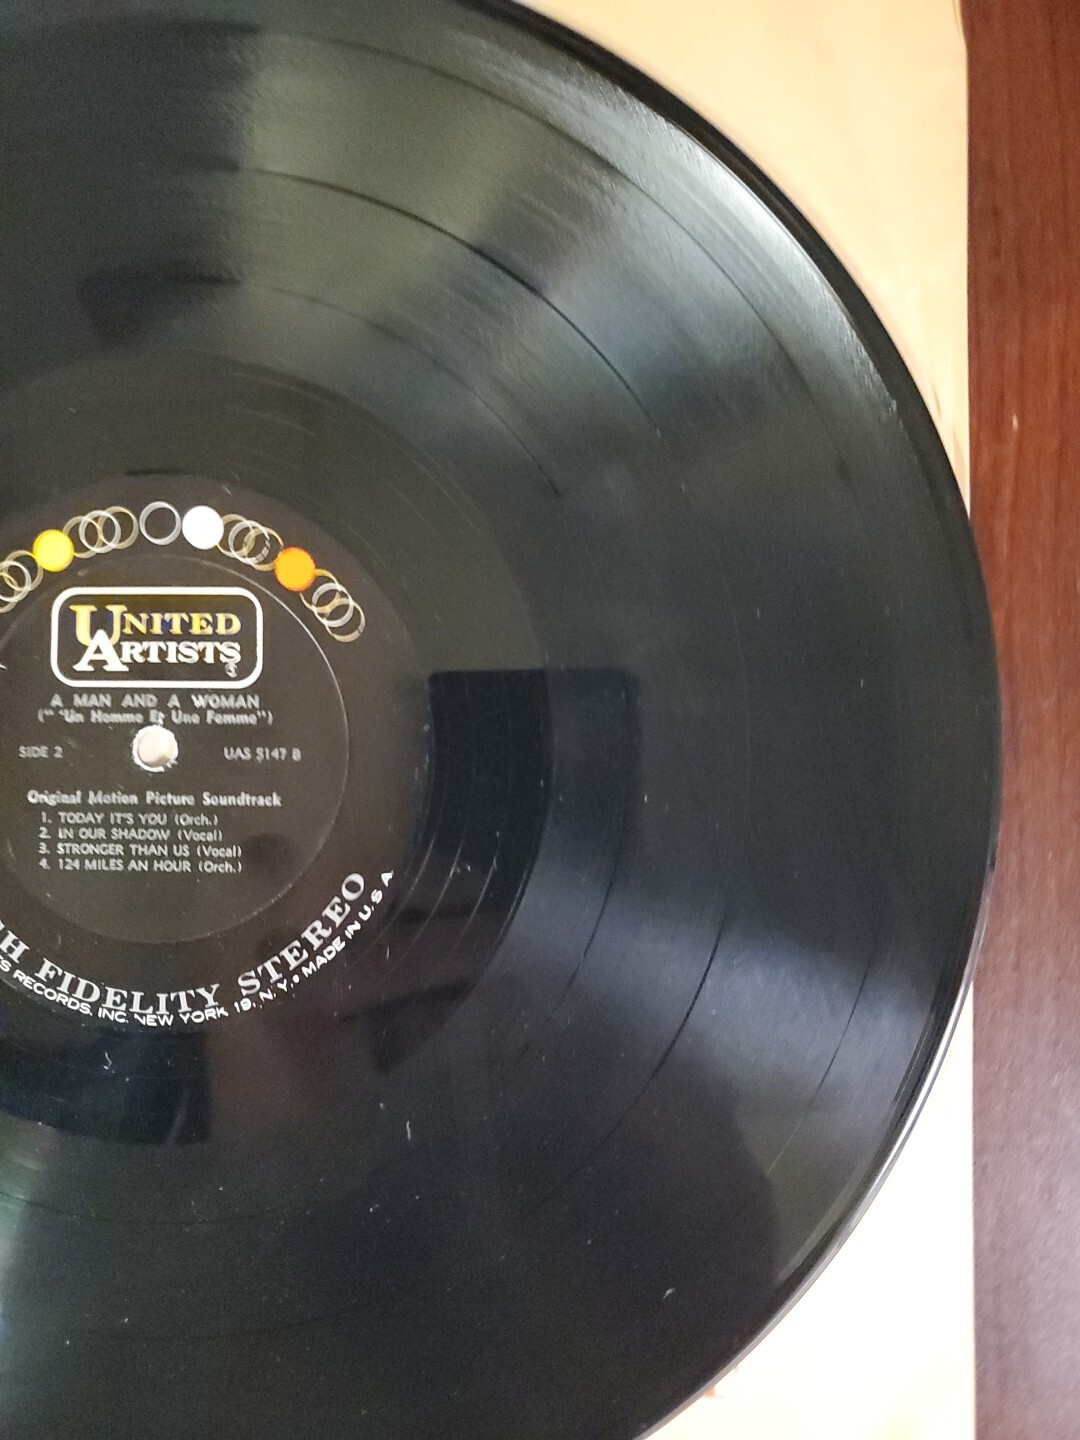 UNITED
ARTISTS
A MAN AND A WOMAN
("'Un Homme Et Une Femme")
SIDE 2 UAS 5147 B
Original Motion Picture Soundtrack
1. TODAY IT'S YOU (Orch.)
2. IN OUR SHADOW (Vocal)
3. STRONGER THAN US (Vocal)
4. 124 MILES AN HOUR (Orch.)
FIDELITY STEREO
RECORDS, INC. NEW YORK 19, N.Y. • MADE IN U.S.A.